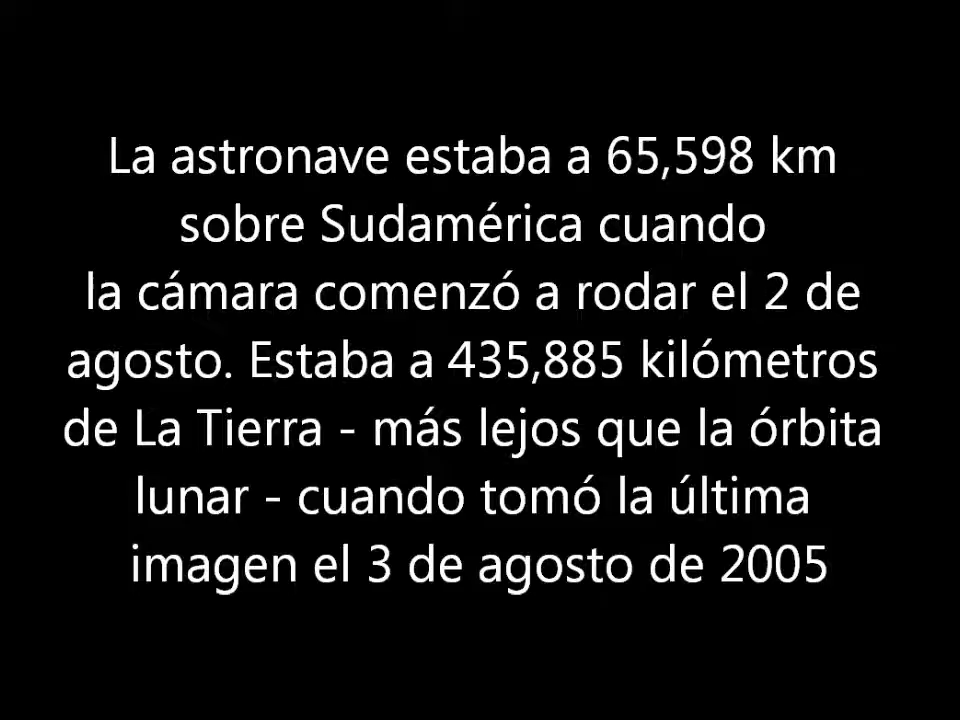 La astronave estaba a 65,598 km
sobre Sudamérica cuando
la cámara comenzó a rodar el 2 de
agosto. Estaba a 435,885 kilómetros
de La Tierra - más lejos que la órbita
lunar - cuando tomó la última
imagen el 3 de agosto de 2005